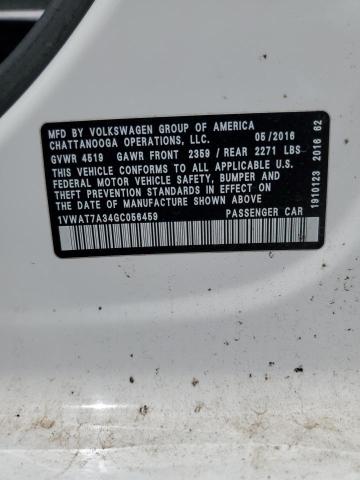 MFD BY VOLKSWAGEN GROUP OF AMERICA
CHATTANOOGA OPERATIONS, LLC. 05/2016
GVWR 4519 GAWR FRONT 2359 / REAR 2271 LBS
THIS VEHICLE CONFORMS TO ALL APPLICABLE U.S.
FEDERAL MOTOR VEHICLE SAFETY, BUMPER AND
THEFT PREVENTION STANDARDS IN EFFECT ON
THE DATE OF MANUFACTURE SHOWN ABOVE
1VWAT7A34GC056459 PASSENGER CAR
1910123 2016 62